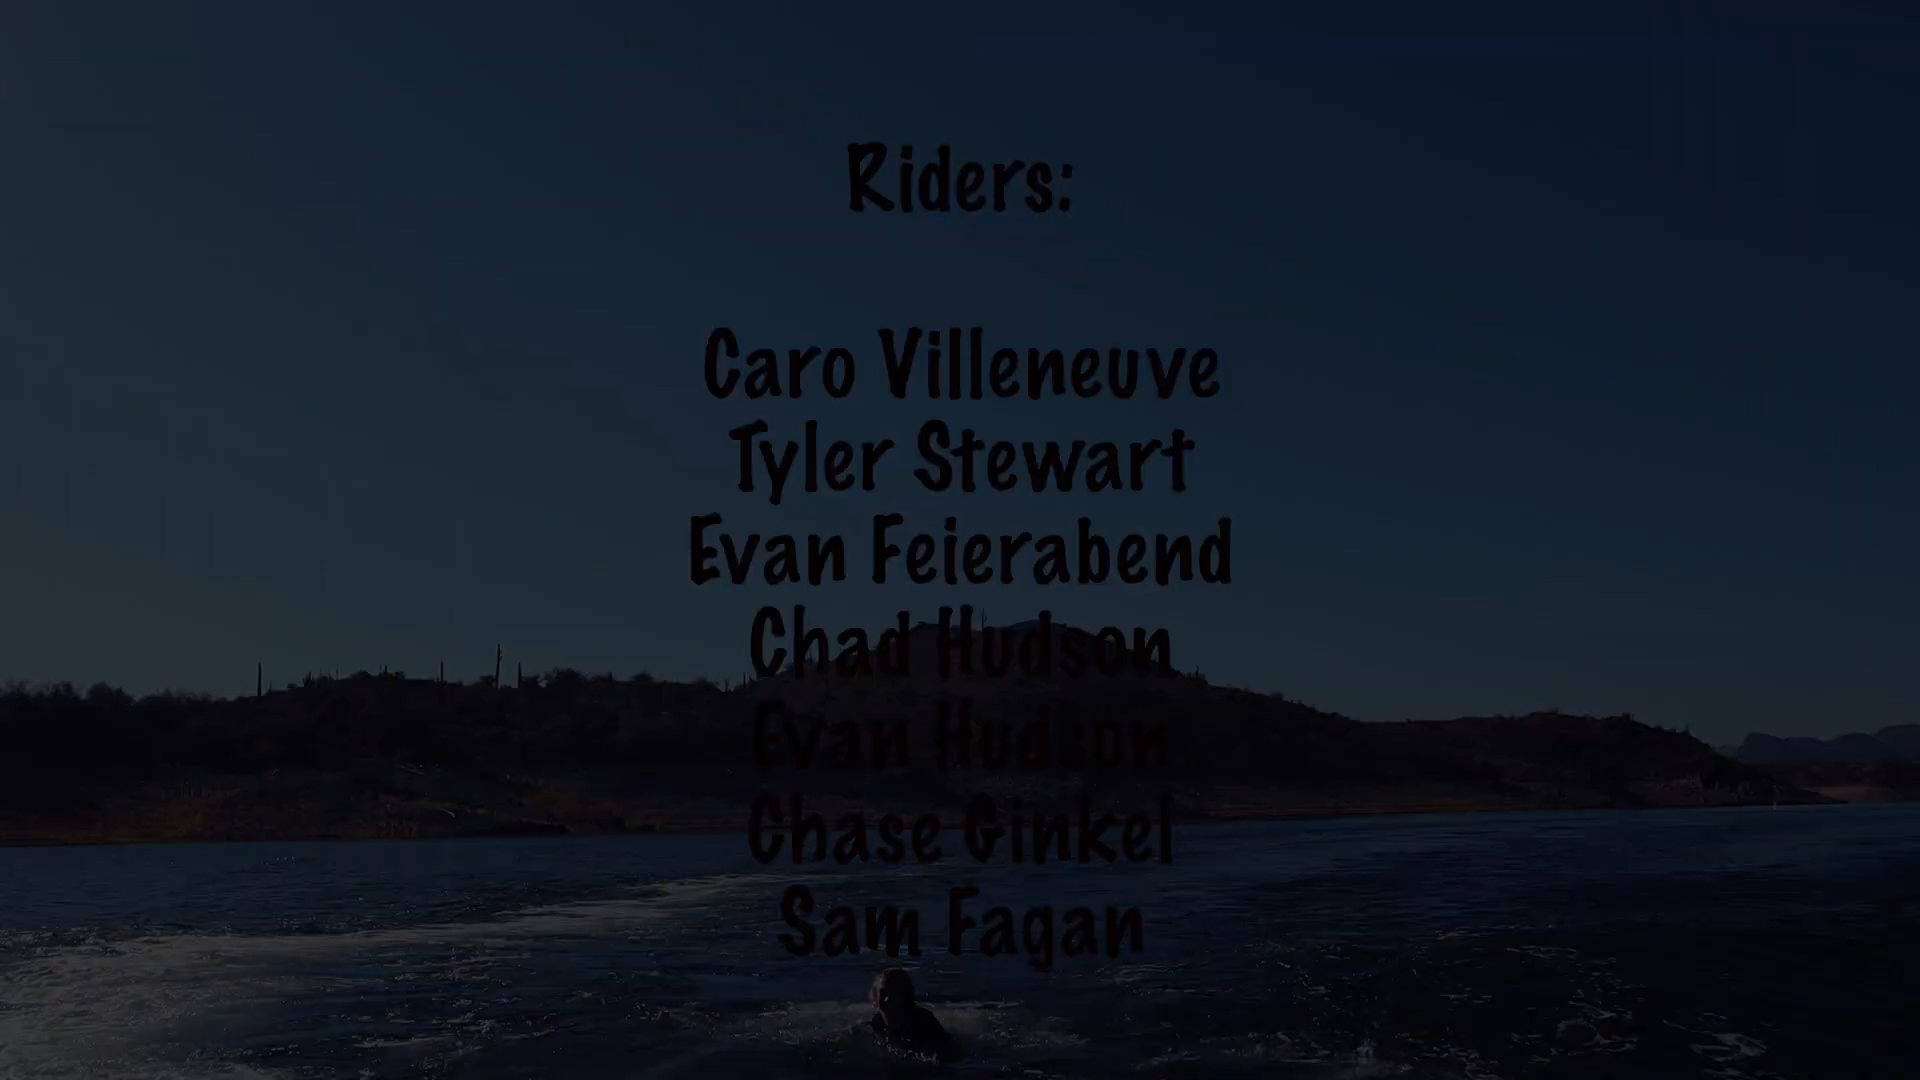 Riders:
Caro Villeneuve
Tyler Stewart
Evan Feierabend
Chad Hudson
Evan Hudson
Chase Ginkel
Sam Fagan